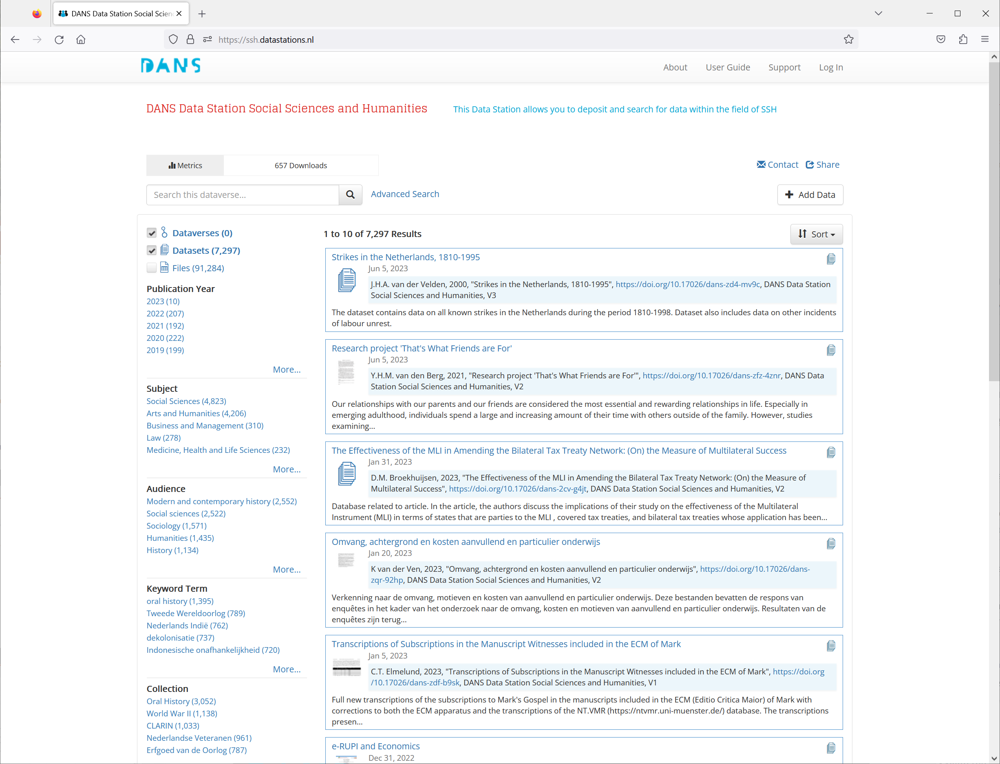 DANS Data Station Social Scien
https://ssh.datastations.nl
DANS
About
User Guide
Support
Log In
DANS Data Station Social Sciences and Humanities
This Data Station allows you to deposit and search for data within the field of SSH
Metrics
657 Downloads
Contact
Share
Search this dataverse...
Advanced Search
Add Data
Dataverses (0)
Datasets (7,297)
Files (91,284)
Publication Year
2023 (10)
2022 (207)
2021 (192)
2020 (222)
2019 (199)
More...
Subject
Social Sciences (4,823)
Arts and Humanities (4,206)
Business and Management (310)
Law (278)
Medicine, Health and Life Sciences (232)
More...
Audience
Modern and contemporary history (2,552)
Social sciences (2,522)
Sociology (1,571)
Humanities (1,435)
History (1,134)
More...
Keyword Term
oral history (1,395)
Tweede Wereldoorlog (789)
Nederlands Indië (762)
dekolonisatie (737)
Indonesische onafhankelijkheid (720)
More...
Collection
Oral History (3,052)
World War II (1,138)
CLARIN (1,033)
Nederlandse Veteranen (961)
Erfgoed van de Oorlog (787)
1 to 10 of 7,297 Results
Sort
Strikes in the Netherlands, 1810-1995
Jun 5, 2023
J.H.A. van der Velden, 2000, "Strikes in the Netherlands, 1810-1995", https://doi.org/10.17026/dans-zd4-mv9c, DANS Data Station
Social Sciences and Humanities, V3
The dataset contains data on all known strikes in the Netherlands during the period 1810-1998. Dataset also includes data on other incidents
of labour unrest.
Research project 'That's What Friends are For'
Jun 5, 2023
Y.H.M. van den Berg, 2021, "Research project 'That's What Friends are For'", https://doi.org/10.17026/dans-zfz-4znr, DANS Data
Station Social Sciences and Humanities, V2
Our relationships with our parents and our friends are considered the most essential and rewarding relationships in life. Especially in
emerging adulthood, individuals spend a large and increasing amount of their time with others outside of the family. However, studies
examining...
The Effectiveness of the MLI in Amending the Bilateral Tax Treaty Network: (On) the Measure of Multilateral Success
Jan 31, 2023
D.M. Broekhuijsen, 2023, "The Effectiveness of the MLI in Amending the Bilateral Tax Treaty Network: (On) the Measure of
Multilateral Success", https://doi.org/10.17026/dans-2cv-g4jt, DANS Data Station Social Sciences and Humanities, V2
Database related to article. In the article, the authors discuss the implications of their study on the effectiveness of the Multilateral
Instrument (MLI) in terms of states that are parties to the MLI , covered tax treaties, and bilateral tax treaties whose application has been...
Omvang, achtergrond en kosten aanvullend en particulier onderwijs
Jan 20, 2023
K van der Ven, 2023, "Omvang, achtergrond en kosten aanvullend en particulier onderwijs", https://doi.org/10.17026/dans-
zqr-92hp, DANS Data Station Social Sciences and Humanities, V2
Verkenning naar de omvang, motieven en kosten van aanvullend en particulier onderwijs. Deze bestanden bevatten de respons van
enquêtes in het kader van het onderzoek naar de omvang, kosten en motieven van aanvullend en particulier onderwijs. Resultaten van de
enquêtes zijn terug...
Transcriptions of Subscriptions in the Manuscript Witnesses included in the ECM of Mark
Jan 5, 2023
C.T. Elmelund, 2023, "Transcriptions of Subscriptions in the Manuscript Witnesses included in the ECM of Mark", https://doi.org
/10.17026/dans-zdf-b9sk, DANS Data Station Social Sciences and Humanities, V1
Full new transcriptions of the subscriptions to Mark's Gospel in the manuscripts included in the ECM (Editio Critica Maior) of Mark with
corrections to both the ECM apparatus and the transcriptions of the NT.VMR (https://ntvmr.uni-muenster.de/) database. The transcriptions
presen...
e-RUPI and Economics
Dec 31, 2022